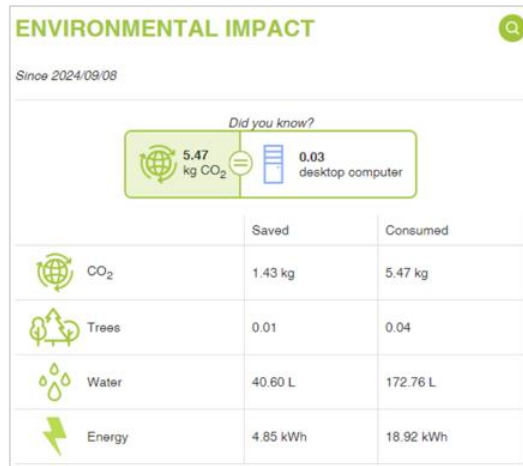 ENVIRONMENTAL IMPACT
Since 2024/09/08
Did you know?
5.47
kg CO₂
0.03
desktop computer
Saved Consumed
CO₂ 1.43 kg 5.47 kg
Trees 0.01 0.04
Water 40.60 L 172.76 L
Energy 4.85 kWh 18.92 kWh